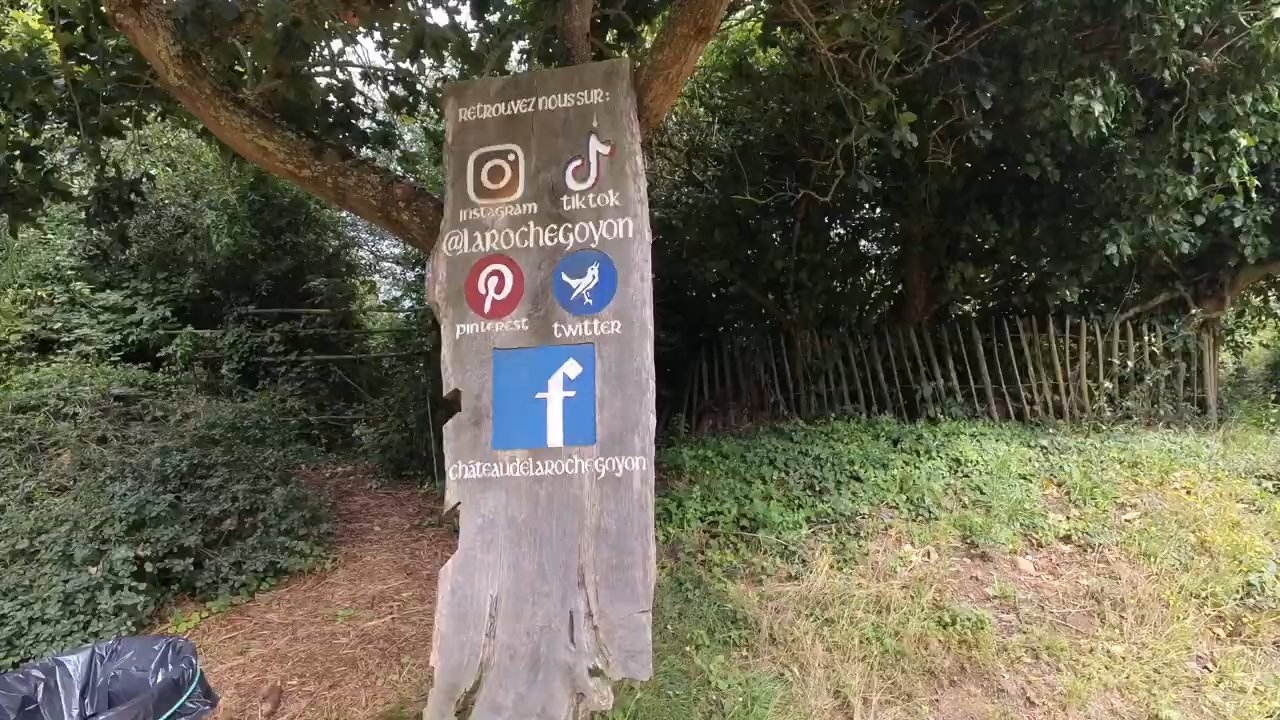 RETROUVEZ NOUS SUR:
INSTAGRAM tiktok
@LAROCHEGOYON
PINTEREST TWITTER
f
châteaudelarochegoyon